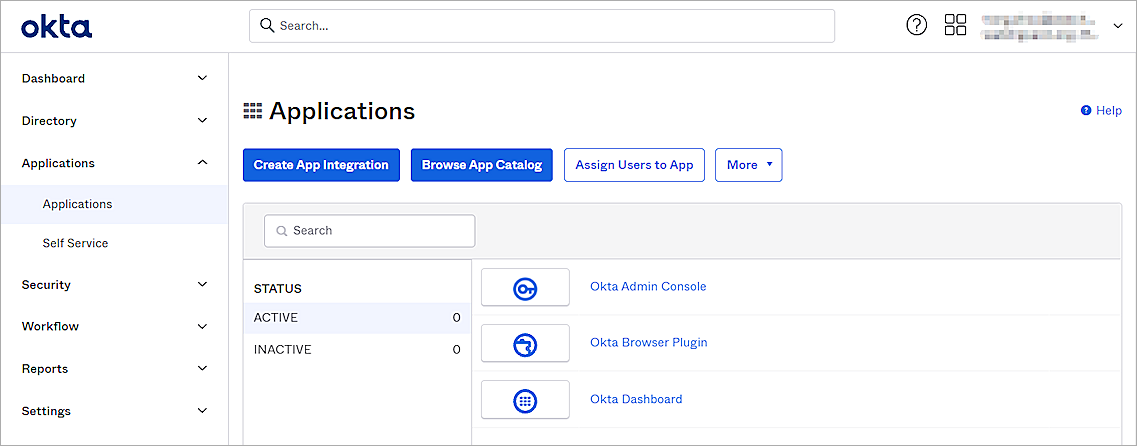 okta
Search...
Dashboard
Directory
Applications
Applications
Self Service
Security
Workflow
Reports
Settings
Applications
Help
Create App Integration
Browse App Catalog
Assign Users to App
More
Search
STATUS
ACTIVE 0
INACTIVE 0
Okta Admin Console
Okta Browser Plugin
Okta Dashboard